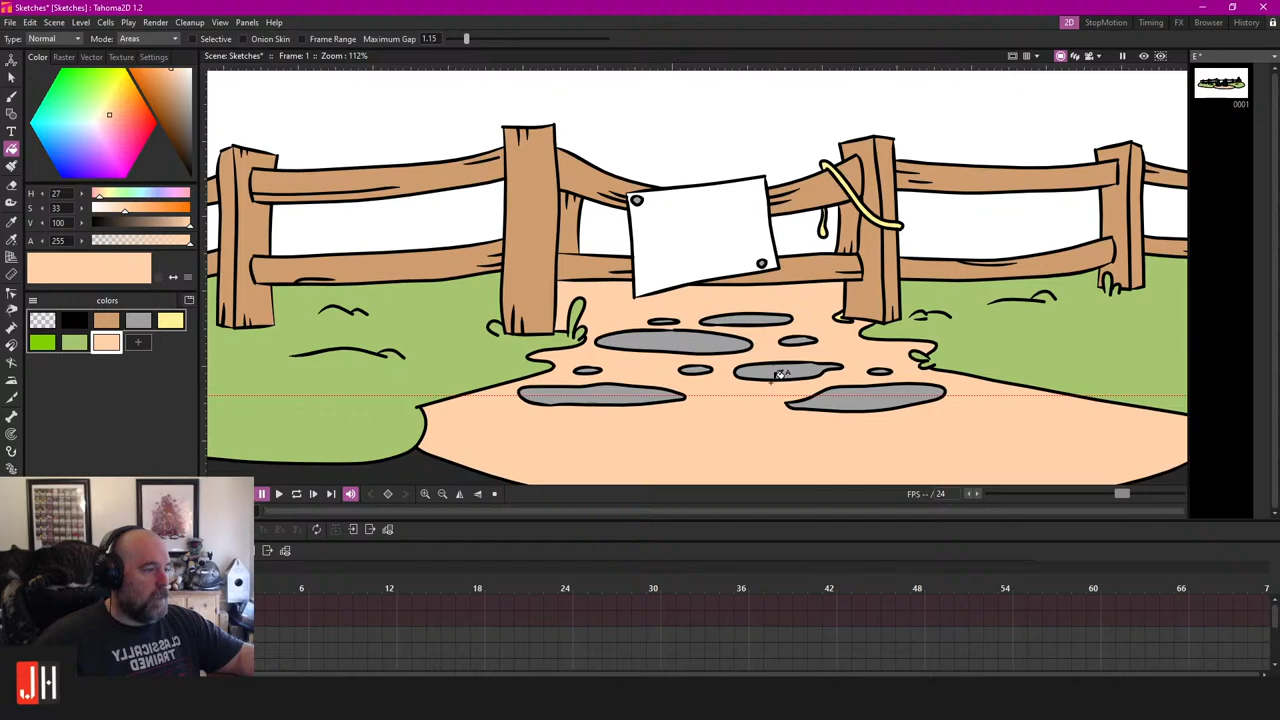 Sketches* [Sketches] : Tahoma2D 1.2
File Edit Scene Level Cells Play Render Cleanup View Panels Help
2D StopMotion Timing FX Browser History
Type: Normal Mode: Areas Selective Onion Skin Frame Range Maximum Gap 1.15
Color Raster Vector Texture Settings
Scene: Sketches* :: Frame: 1 :: Zoom : 112%
E*
0001
H 27
S 33
V 100
A 255
colors
A
FPS -- / 24
6 12 18 24 30 36 42 48 54 60 66 7
CLASSICALLY
TRAINED
JH